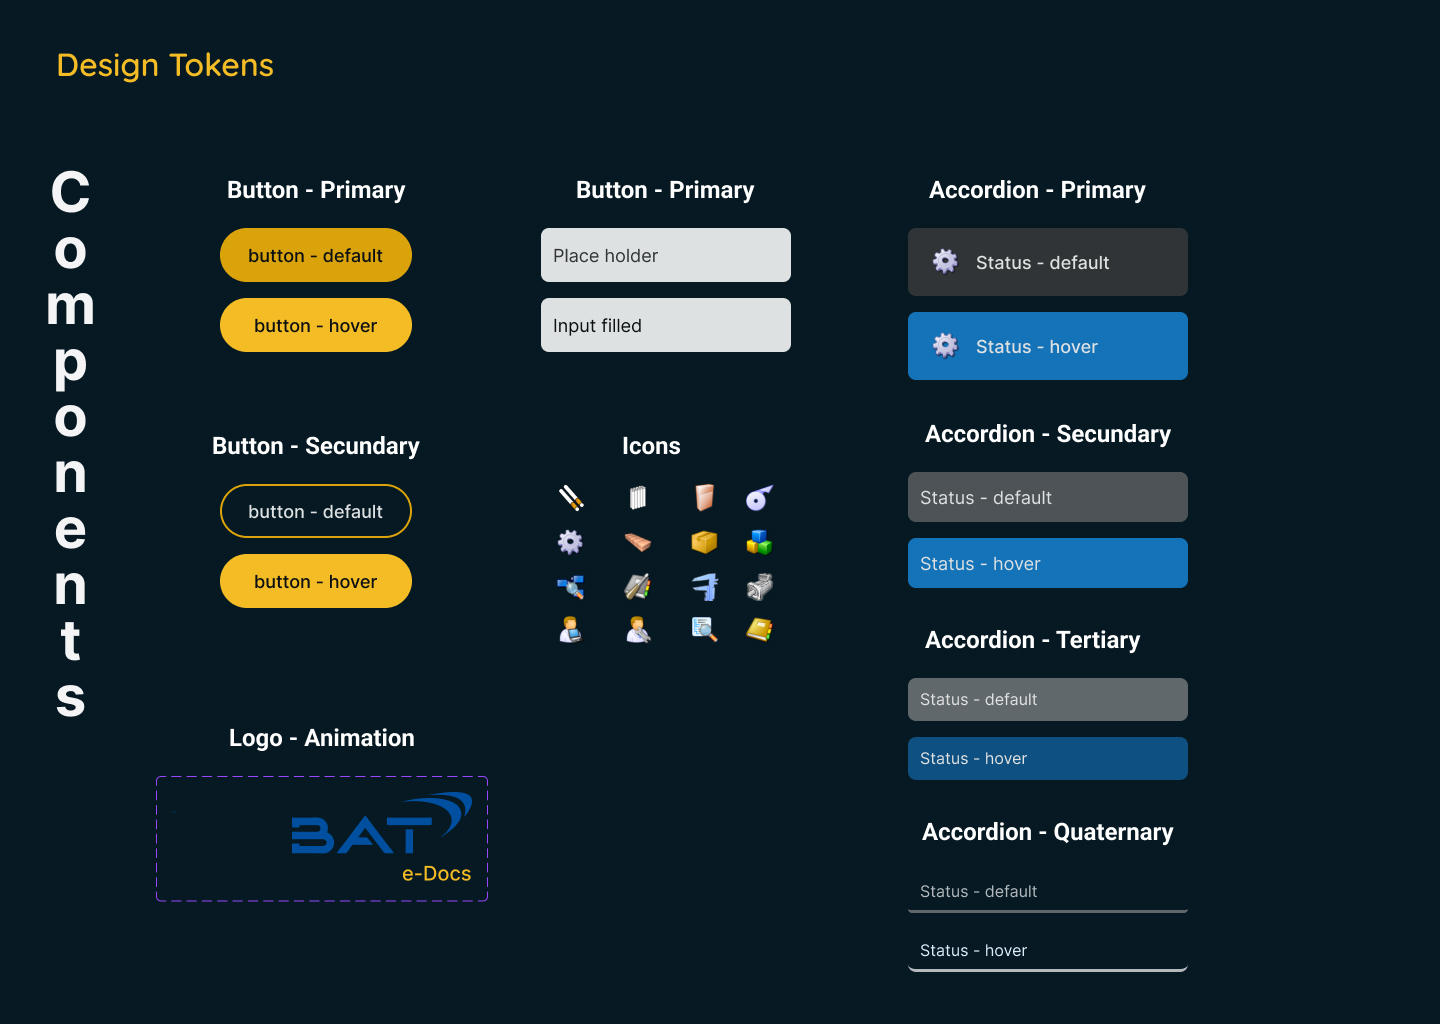 Design Tokens
Components
Button - Primary
button - default
button - hover
Button - Primary
Place holder
Input filled
Accordion - Primary
Status - default
Status - hover
Button - Secundary
button - default
button - hover
Icons
Accordion - Secundary
Status - default
Status - hover
Accordion - Tertiary
Status - default
Status - hover
Logo - Animation
BAT
e-Docs
Accordion - Quaternary
Status - default
Status - hover